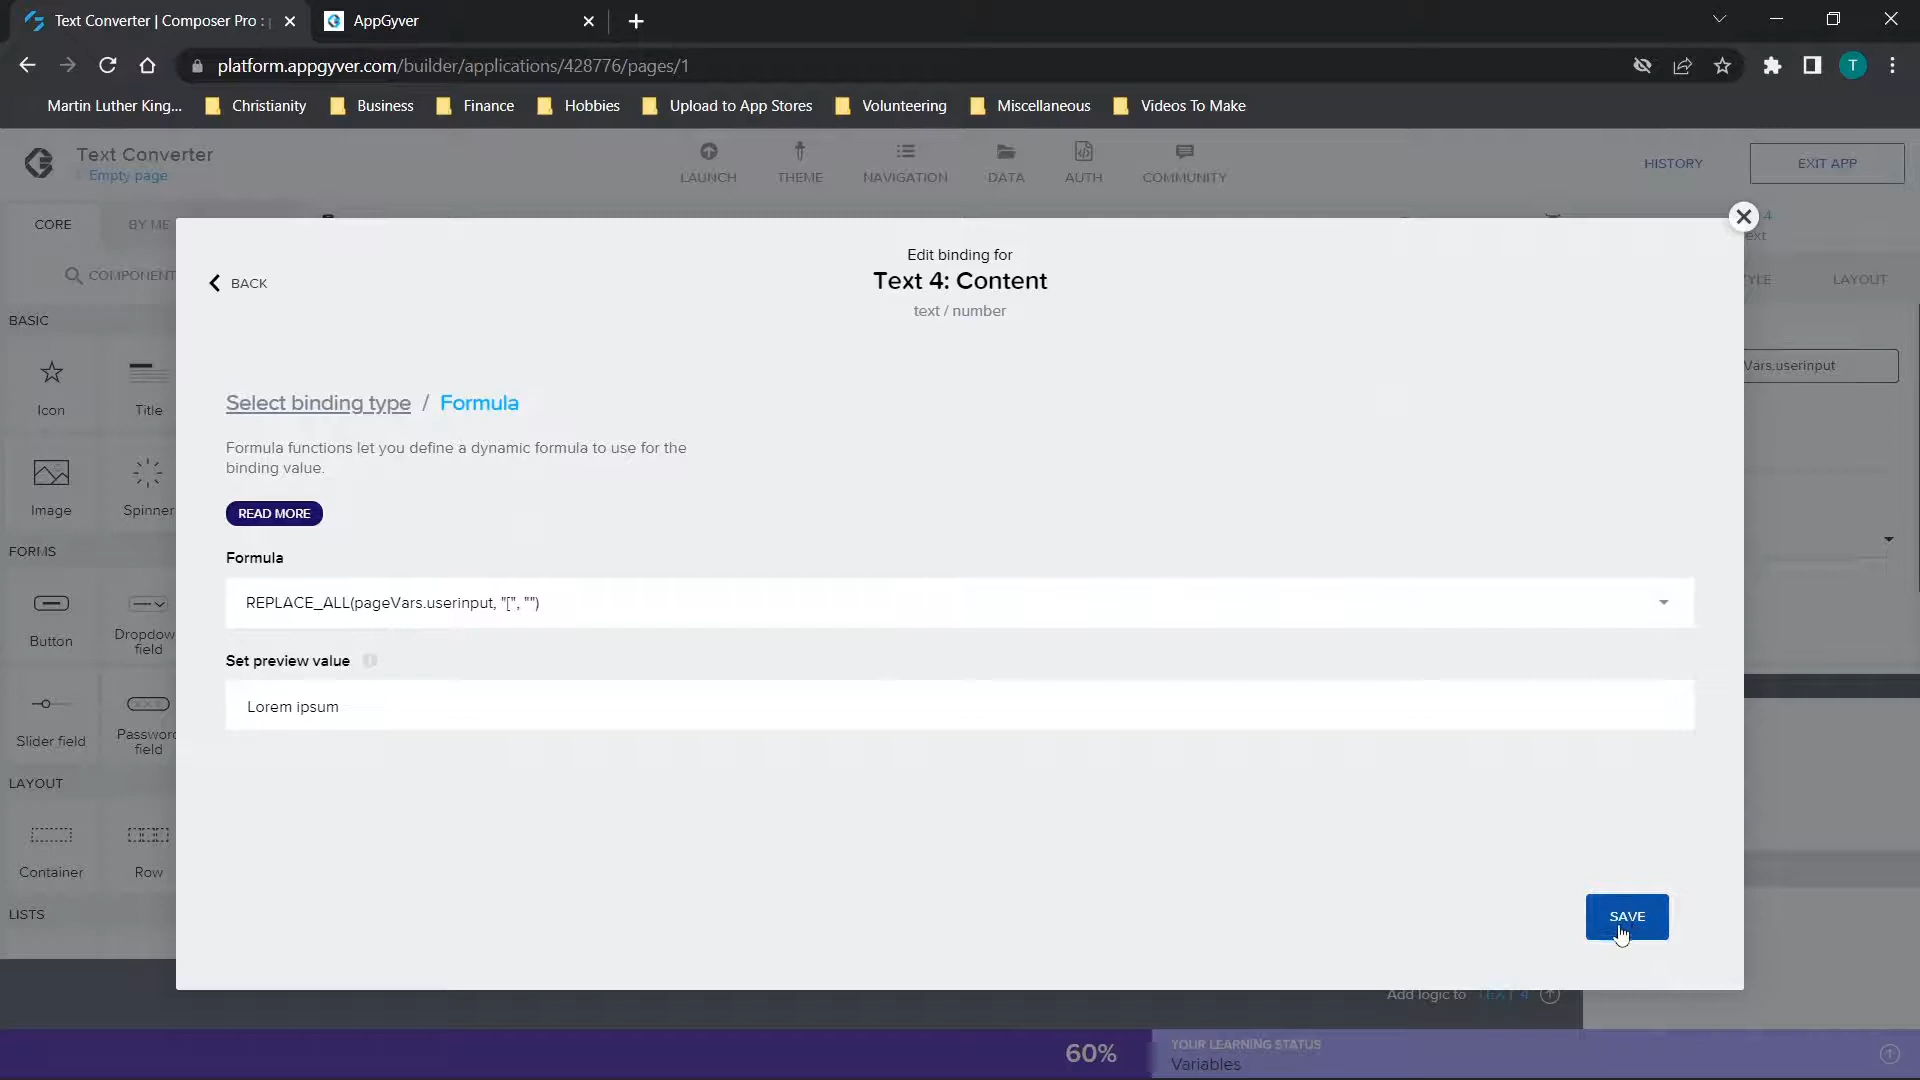 Text Converter | Composer Pro :
AppGyver
platform.appgyver.com/builder/applications/428776/pages/1
T
Martin Luther King...
Christianity
Business
Finance
Hobbies
Upload to App Stores
Volunteering
Miscellaneous
Videos To Make
Text Converter
Empty page
LAUNCH
THEME
NAVIGATION
DATA
AUTH
COMMUNITY
HISTORY
EXIT APP
CORE
BY ME
COMPONENT
BASIC
Icon
Title
Image
Spinner
FORMS
Button
Dropdow
field
Slider field
Password
field
LAYOUT
Container
Row
LISTS
BACK
Edit binding for
Text 4: Content
text / number
Select binding type / Formula
Formula functions let you define a dynamic formula to use for the
binding value.
READ MORE
Formula
REPLACE_ALL(pageVars.userinput, "[", "")
Set preview value
Lorem ipsum
SAVE
4
ext
YLE
LAYOUT
Vars.userinput
Add logic to TEXT 4
60%
YOUR LEARNING STATUS
Variables